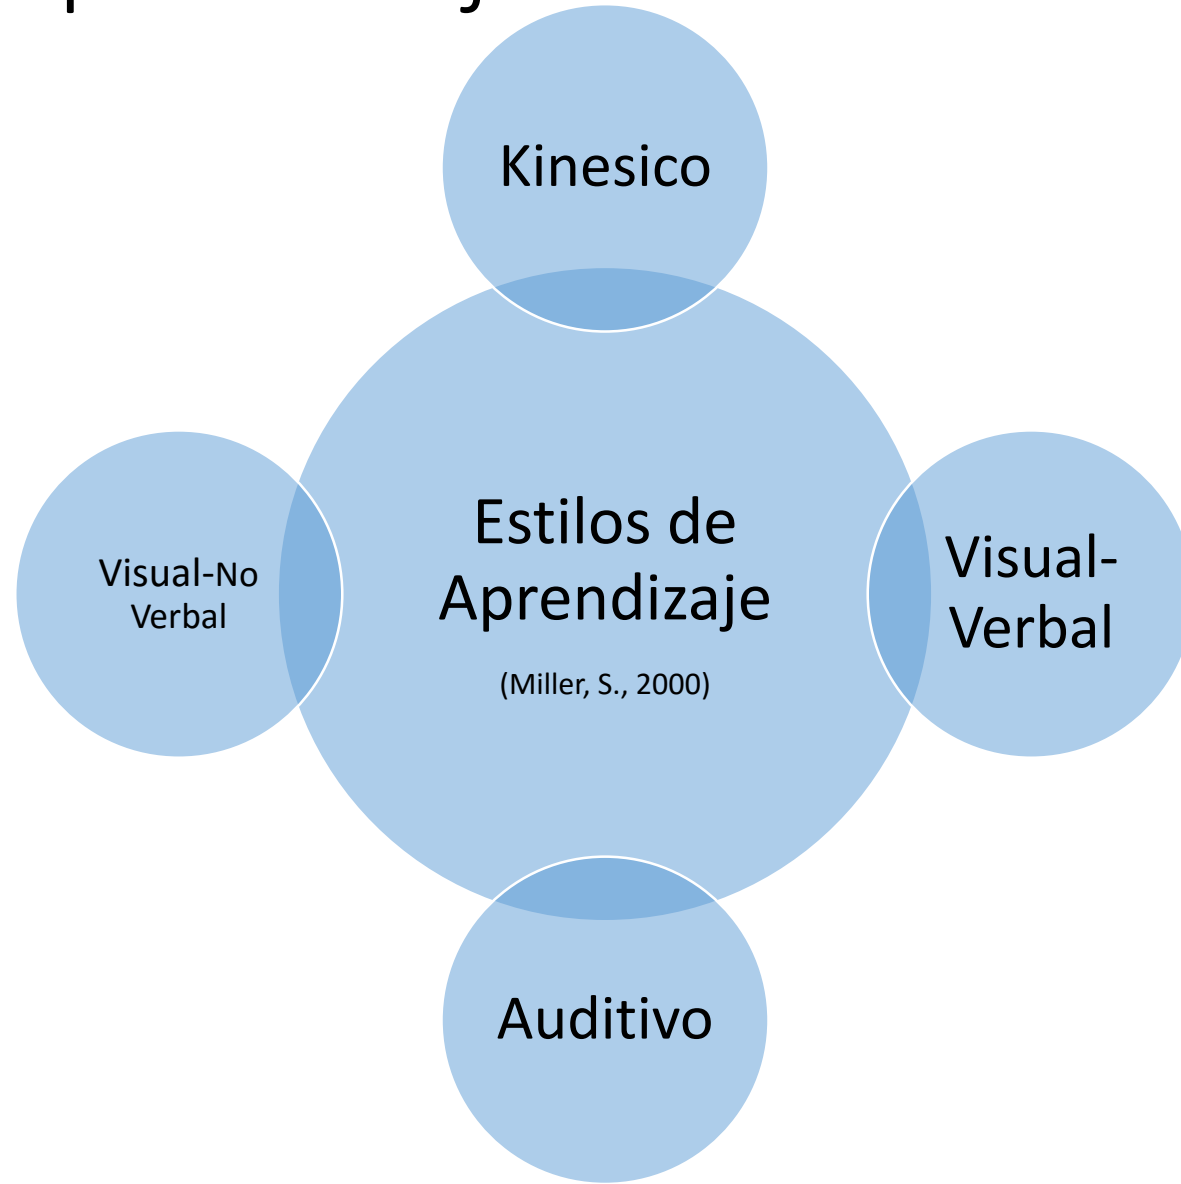 Kinesico
Estilos de
Aprendizaje
(Miller, S., 2000)
Visual-No
Verbal
Visual-
Verbal
Auditivo